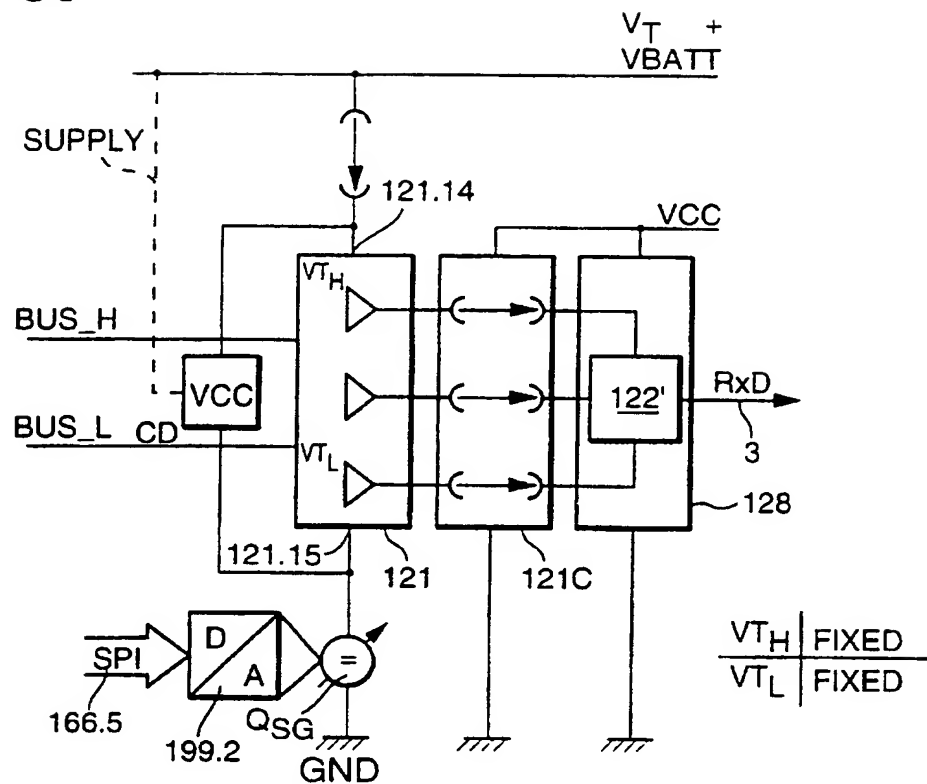 V_T +
VBATT
SUPPLY
121.14
VCC
VT_H
BUS_H
VCC
122'
RxD
3
BUS_L CD
VT_L
128
121.15
121
121C
D
A
SPI
=
166.5
Q_SG
199.2
GND
VT_H FIXED
VT_L FIXED